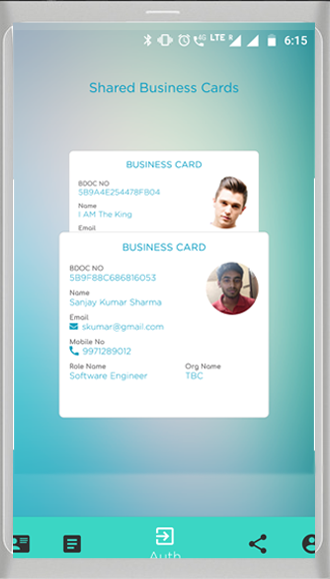 4G LTE R 6:15
Shared Business Cards
BUSINESS CARD
BDOC NO
5B9A4E254478FB04
Name
I AM The King
Email
BUSINESS CARD
BDOC NO
5B9F88C686816053
Name
Sanjay Kumar Sharma
Email
skumar@gmail.com
Mobile No
9971289012
Role Name Org Name
Software Engineer TBC
Auth